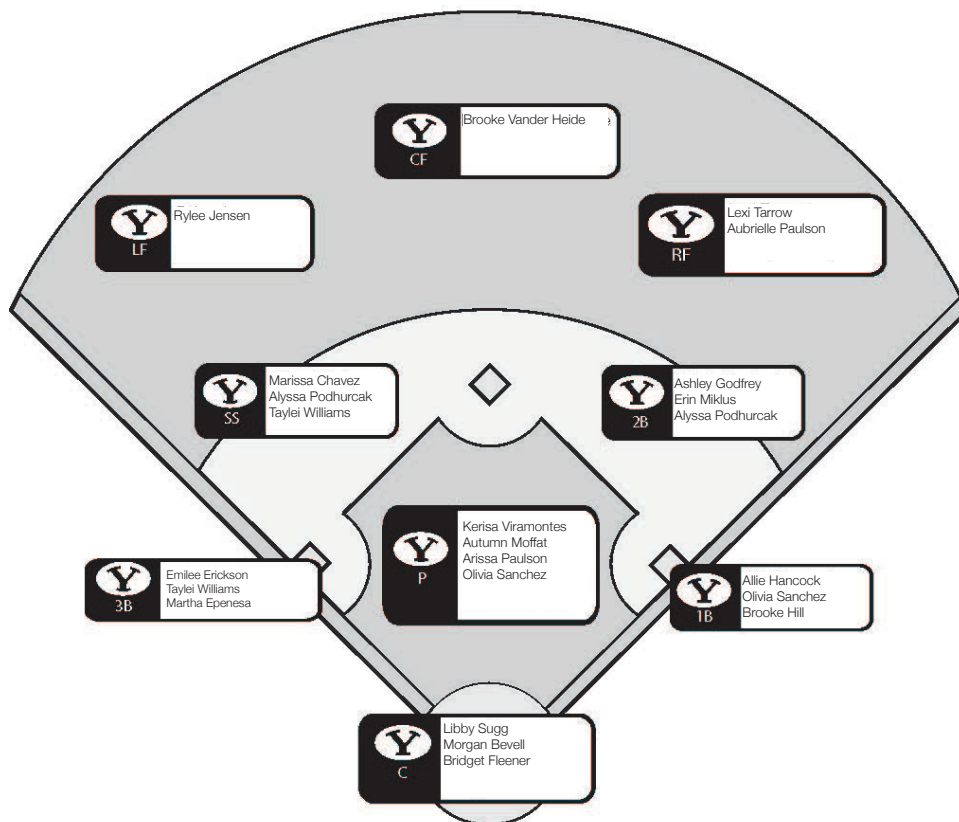 Brooke Vander Heide
Y
CF
Rylee Jensen
Y
LF
Lexi Tarrow
Aubrielle Paulson
Y
RF
Marissa Chavez
Alyssa Podhurcak
Taylei Williams
Y
SS
Ashley Godfrey
Erin Miklus
Alyssa Podhurcak
Y
2B
Kerisa Viramontes
Autumn Moffat
Arissa Paulson
Olivia Sanchez
Y
P
Emilee Erickson
Taylei Williams
Martha Epenesa
Y
3B
Allie Hancock
Olivia Sanchez
Brooke Hill
Y
1B
Libby Sugg
Morgan Bevell
Bridget Fleener
Y
C